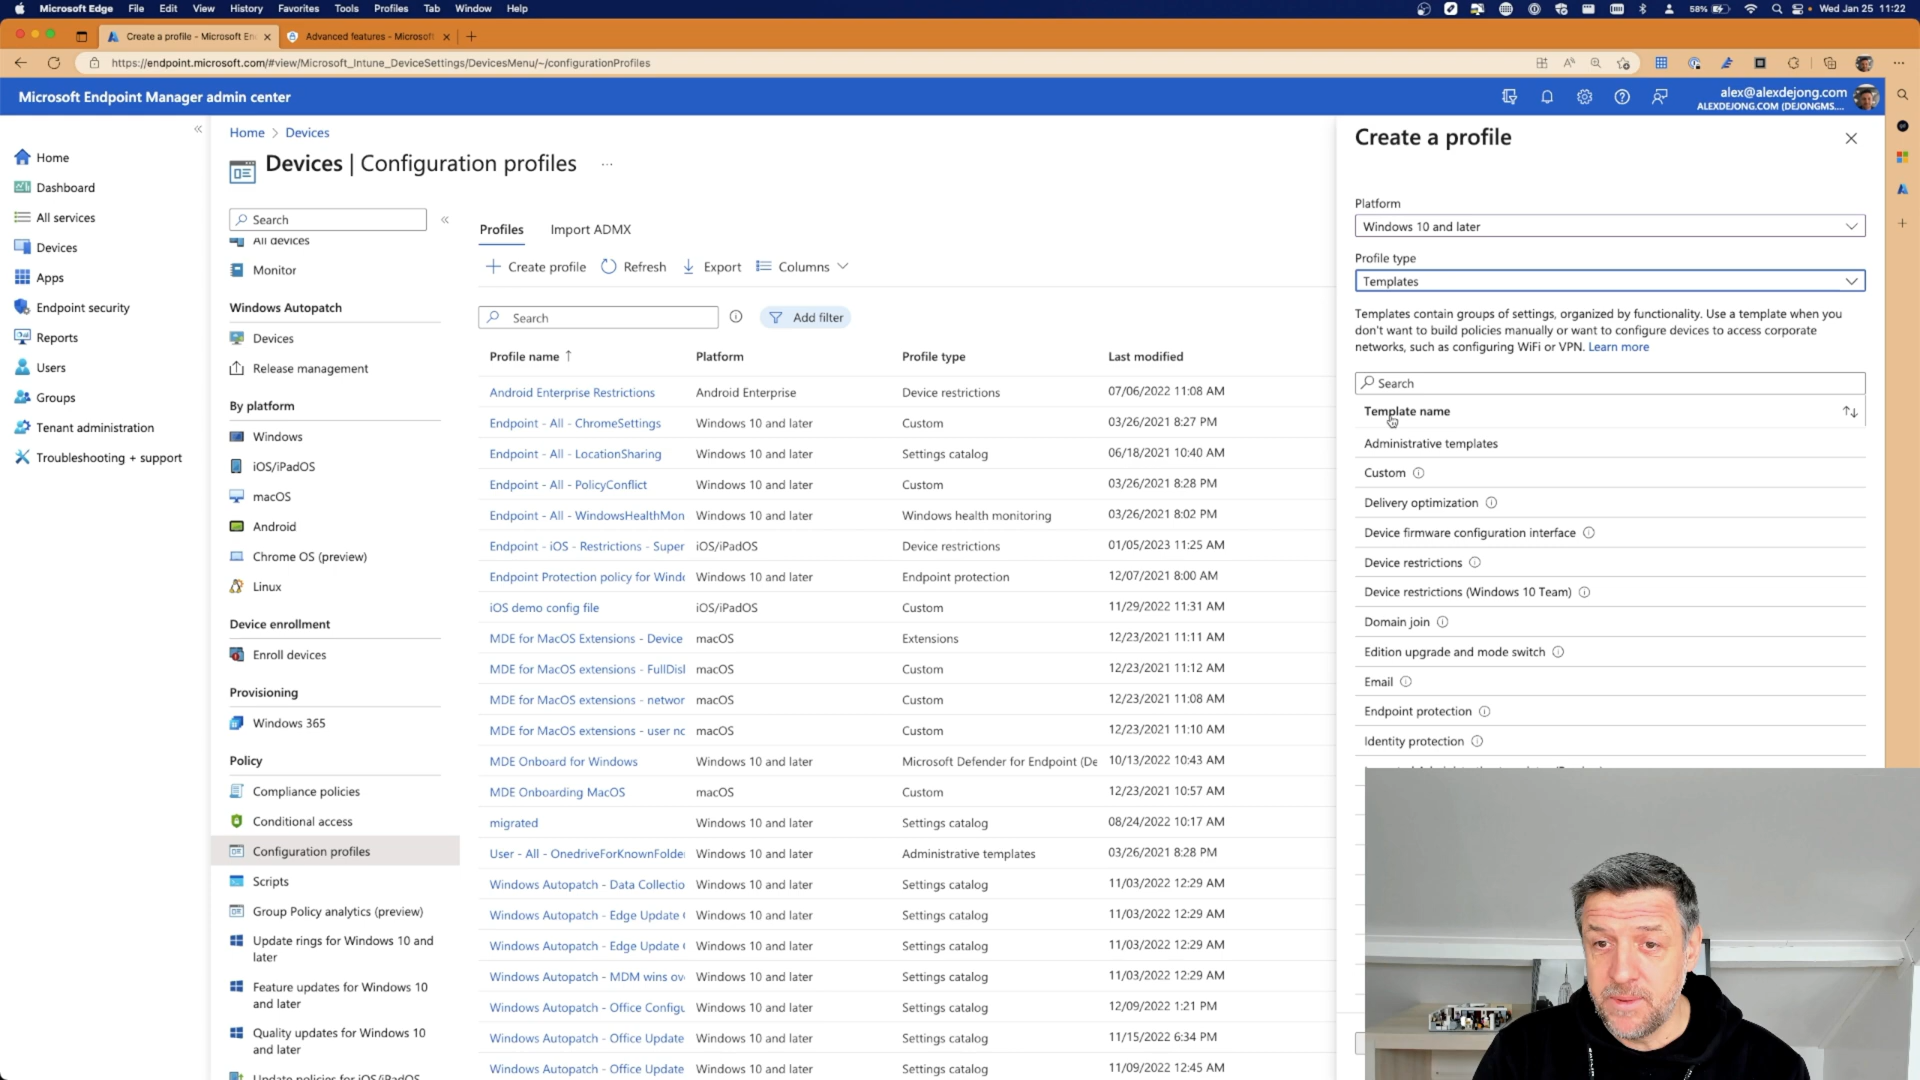 Microsoft Edge File Edit View History Favorites Tools Profiles Tab Window Help
58% Wed Jan 25 11:22
Create a profile - Microsoft En
Advanced features - Microsoft
https://endpoint.microsoft.com/#view/Microsoft_Intune_DeviceSettings/DevicesMenu/~/configurationProfiles
Microsoft Endpoint Manager admin center
alex@alexdejong.com
ALEXDEJONG.COM (DEJONGMS....
Home
Dashboard
All services
Devices
Apps
Endpoint security
Reports
Users
Groups
Tenant administration
Troubleshooting + support
Home > Devices
Devices | Configuration profiles ...
Search
All devices
Monitor
Windows Autopatch
Devices
Release management
By platform
Windows
iOS/iPadOS
macOS
Android
Chrome OS (preview)
Linux
Device enrollment
Enroll devices
Provisioning
Windows 365
Policy
Compliance policies
Conditional access
Configuration profiles
Scripts
Group Policy analytics (preview)
Update rings for Windows 10 and
later
Feature updates for Windows 10
and later
Quality updates for Windows 10
and later
Update policies for iOS/iPadOS
Profiles Import ADMX
Create profile Refresh Export Columns
Search Add filter
Profile name ↑ Platform Profile type Last modified
Android Enterprise Restrictions Android Enterprise Device restrictions 07/06/2022 11:08 AM
Endpoint - All - ChromeSettings Windows 10 and later Custom 03/26/2021 8:27 PM
Endpoint - All - LocationSharing Windows 10 and later Settings catalog 06/18/2021 10:40 AM
Endpoint - All - PolicyConflict Windows 10 and later Custom 03/26/2021 8:28 PM
Endpoint - All - WindowsHealthMon Windows 10 and later Windows health monitoring 03/26/2021 8:02 PM
Endpoint - iOS - Restrictions - Super iOS/iPadOS Device restrictions 01/05/2023 11:25 AM
Endpoint Protection policy for Windo Windows 10 and later Endpoint protection 12/07/2021 8:00 AM
iOS demo config file iOS/iPadOS Custom 11/29/2022 11:31 AM
MDE for MacOS Extensions - Device macOS Extensions 12/23/2021 11:11 AM
MDE for MacOS extensions - FullDisl macOS Custom 12/23/2021 11:12 AM
MDE for MacOS extensions - networ macOS Custom 12/23/2021 11:08 AM
MDE for MacOS extensions - user no macOS Custom 12/23/2021 11:10 AM
MDE Onboard for Windows Windows 10 and later Microsoft Defender for Endpoint (De 10/13/2022 10:43 AM
MDE Onboarding MacOS macOS Custom 12/23/2021 10:57 AM
migrated Windows 10 and later Settings catalog 08/24/2022 10:17 AM
User - All - OnedriveForKnownFolde Windows 10 and later Administrative templates 03/26/2021 8:28 PM
Windows Autopatch - Data Collectio Windows 10 and later Settings catalog 11/03/2022 12:29 AM
Windows Autopatch - Edge Update Windows 10 and later Settings catalog 11/03/2022 12:29 AM
Windows Autopatch - Edge Update Windows 10 and later Settings catalog 11/03/2022 12:29 AM
Windows Autopatch - MDM wins ov Windows 10 and later Settings catalog 11/03/2022 12:29 AM
Windows Autopatch - Office Configu Windows 10 and later Settings catalog 12/09/2022 1:21 PM
Windows Autopatch - Office Update Windows 10 and later Settings catalog 11/15/2022 6:34 PM
Windows Autopatch - Office Update Windows 10 and later Settings catalog 11/09/2022 12:45 AM
Create a profile
Platform
Windows 10 and later
Profile type
Templates
Templates contain groups of settings, organized by functionality. Use a template when you
don't want to build policies manually or want to configure devices to access corporate
networks, such as configuring WiFi or VPN. Learn more
Search
Template name
Administrative templates
Custom
Delivery optimization
Device firmware configuration interface
Device restrictions
Device restrictions (Windows 10 Team)
Domain join
Edition upgrade and mode switch
Email
Endpoint protection
Identity protection